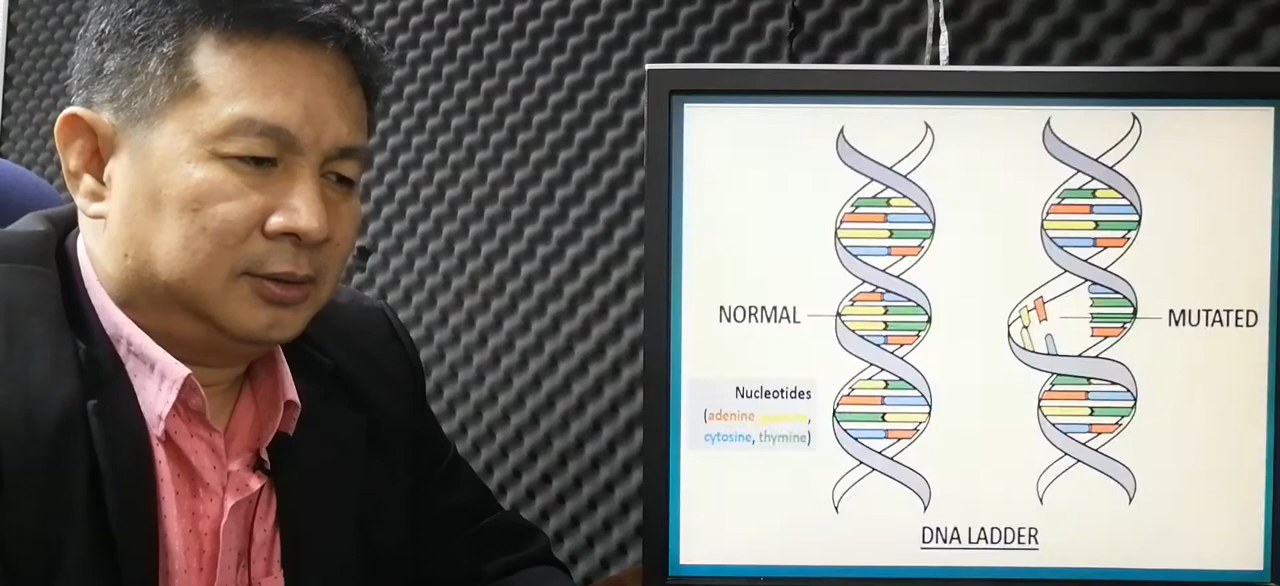 NORMAL
MUTATED
Nucleotides
(adenine,
cytosine, thymine)
DNA LADDER